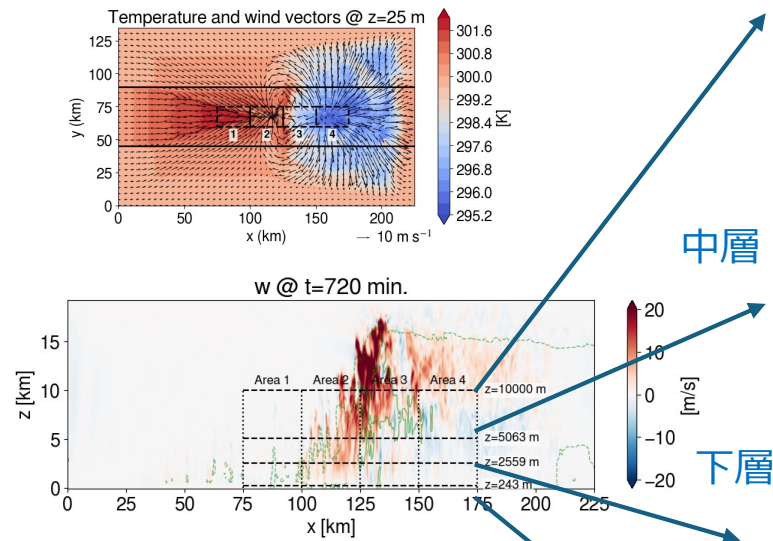 Temperature and wind vectors @ z=25 m
y (km)
125
100
75
50
25
0
1 2 3 4
0 50 100 150 200
x (km)
→ 10 m s⁻¹
301.6
300.8
300.0
299.2
298.4
297.6
296.8
296.0
295.2
[K]
中層
w @ t=720 min.
z [km]
15
10
5
0
Area 1 Area 2 Area 3 Area 4
z=10000 m
z=5063 m
z=2559 m
z=243 m
0 25 50 75 100 125 150 175 200 225
x [km]
20
10
0
−10
−20
[m/s]
下層